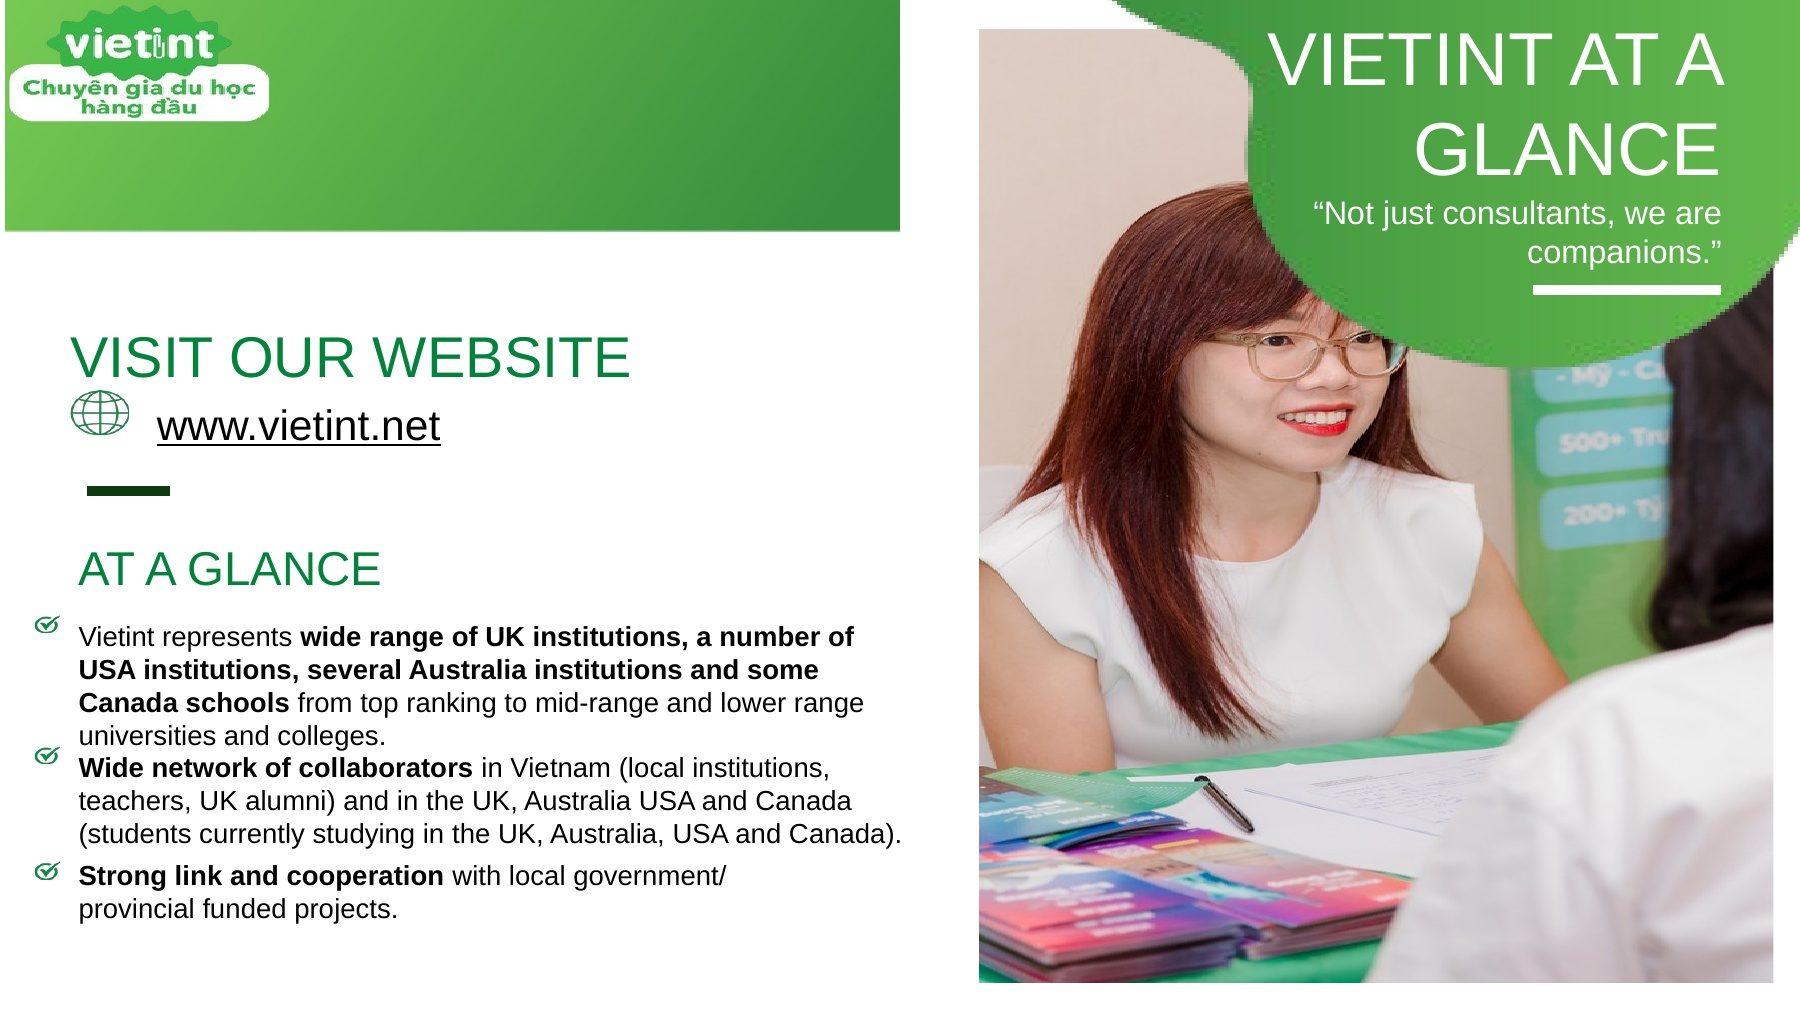 vietint
Chuyên gia du học
hàng đầu
VIETINT AT A
GLANCE
“Not just consultants, we are
companions.”
VISIT OUR WEBSITE
www.vietint.net
AT A GLANCE
Vietint represents wide range of UK institutions, a number of
USA institutions, several Australia institutions and some
Canada schools from top ranking to mid-range and lower range
universities and colleges.
Wide network of collaborators in Vietnam (local institutions,
teachers, UK alumni) and in the UK, Australia USA and Canada
(students currently studying in the UK, Australia, USA and Canada).
Strong link and cooperation with local government/
provincial funded projects.
- Mỹ -
500+
200+